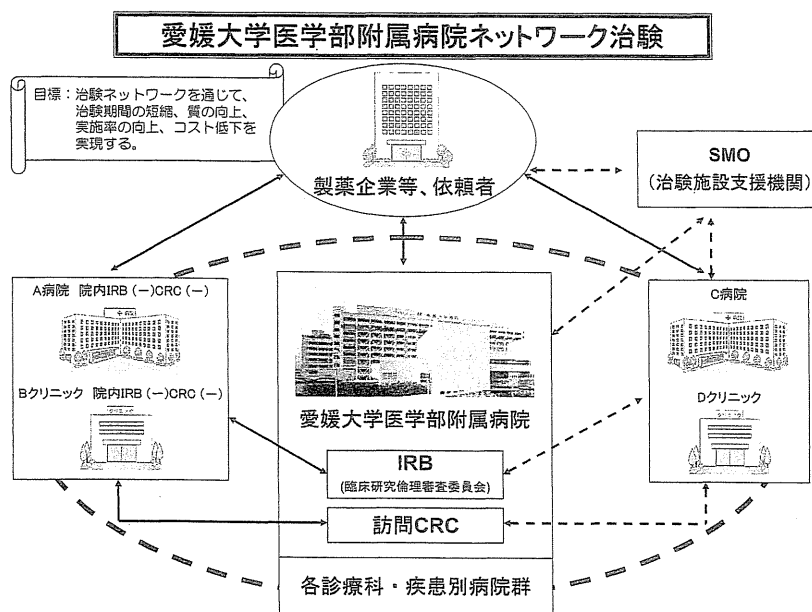 愛媛大学医学部附属病院ネットワーク治験
目標：治験ネットワークを通じて、
治験期間の短縮、質の向上、
実施率の向上、コスト低下を
実現する。
製薬企業等、依頼者
SMO
（治験施設支援機関）
A病院 院内IRB（－）CRC（－）
Bクリニック 院内IRB（－）CRC（－）
愛媛大学医学部附属病院
IRB
(臨床研究倫理審査委員会)
訪問CRC
各診療科・疾患別病院群
C病院
Dクリニック